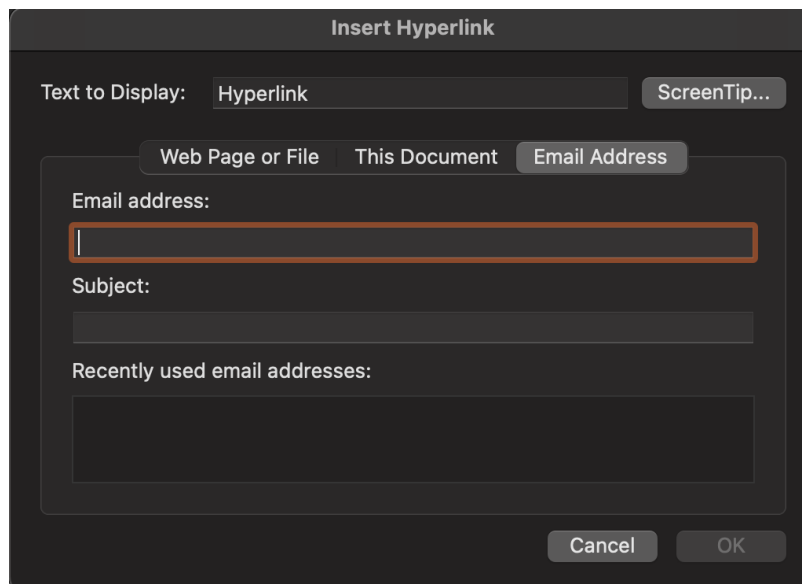 Insert Hyperlink
Text to Display: Hyperlink ScreenTip...
Web Page or File This Document Email Address
Email address:
Subject:
Recently used email addresses:
Cancel OK